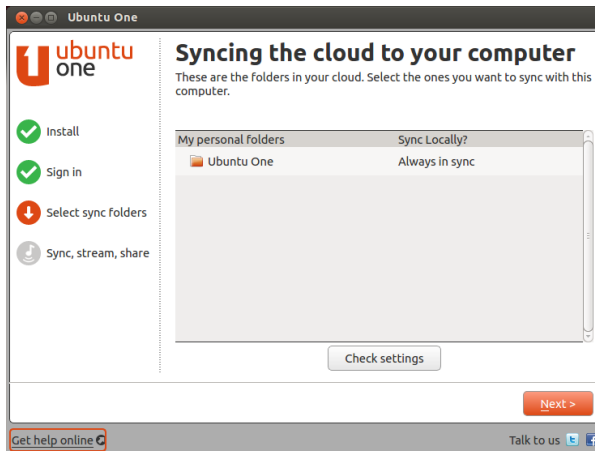 Ubuntu One
ubuntu
one
Syncing the cloud to your computer
These are the folders in your cloud. Select the ones you want to sync with this
computer.
Install
Sign in
Select sync folders
Sync, stream, share
My personal folders Sync Locally?
Ubuntu One Always in sync
Check settings
Next >
Get help online
Talk to us